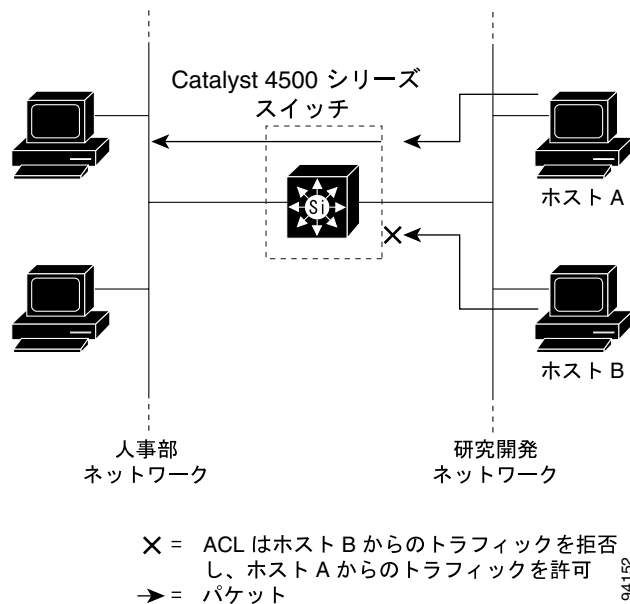 Catalyst 4500 シリーズ
スイッチ
Si
ホスト A
ホスト B
人事部
ネットワーク
研究開発
ネットワーク
✕ = ACL はホスト B からのトラフィックを拒否
し、ホスト A からのトラフィックを許可
➔ = パケット
94152